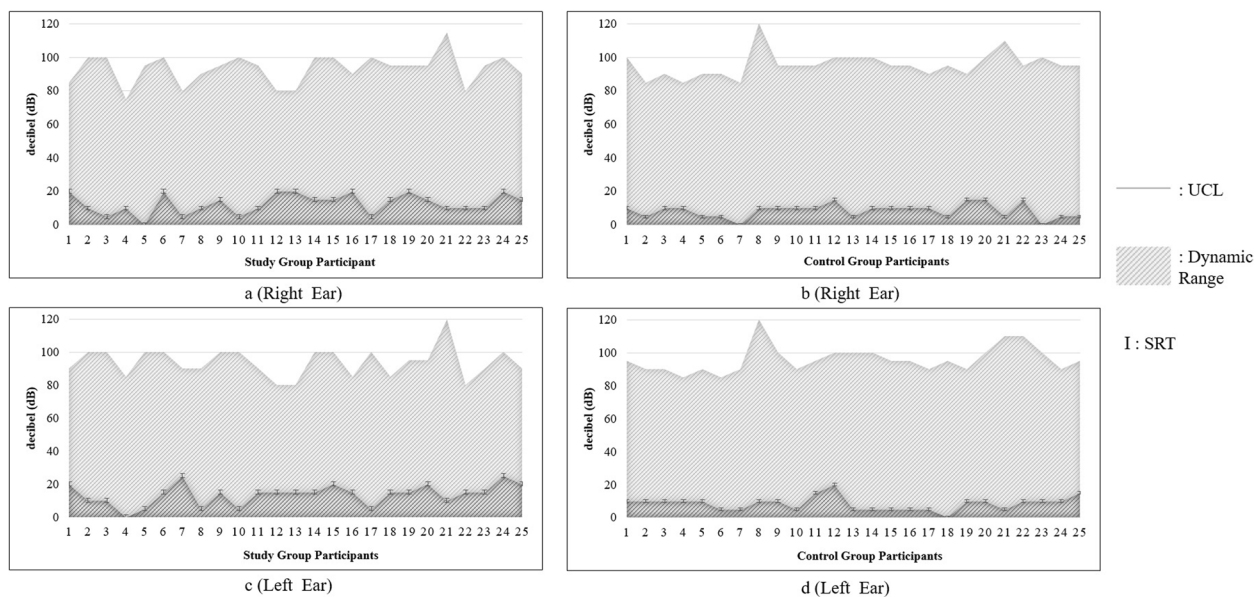 120
100
80
60
40
20
0
decibel (dB)
1 2 3 4 5 6 7 8 9 10 11 12 13 14 15 16 17 18 19 20 21 22 23 24 25
Study Group Participant
a (Right Ear)
120
100
80
60
40
20
0
decibel (dB)
1 2 3 4 5 6 7 8 9 10 11 12 13 14 15 16 17 18 19 20 21 22 23 24 25
Control Group Participants
b (Right Ear)
120
100
80
60
40
20
0
decibel (dB)
1 2 3 4 5 6 7 8 9 10 11 12 13 14 15 16 17 18 19 20 21 22 23 24 25
Study Group Participants
c (Left Ear)
120
100
80
60
40
20
0
decibel (dB)
1 2 3 4 5 6 7 8 9 10 11 12 13 14 15 16 17 18 19 20 21 22 23 24 25
Control Group Participants
d (Left Ear)
: UCL
: Dynamic
Range
I : SRT